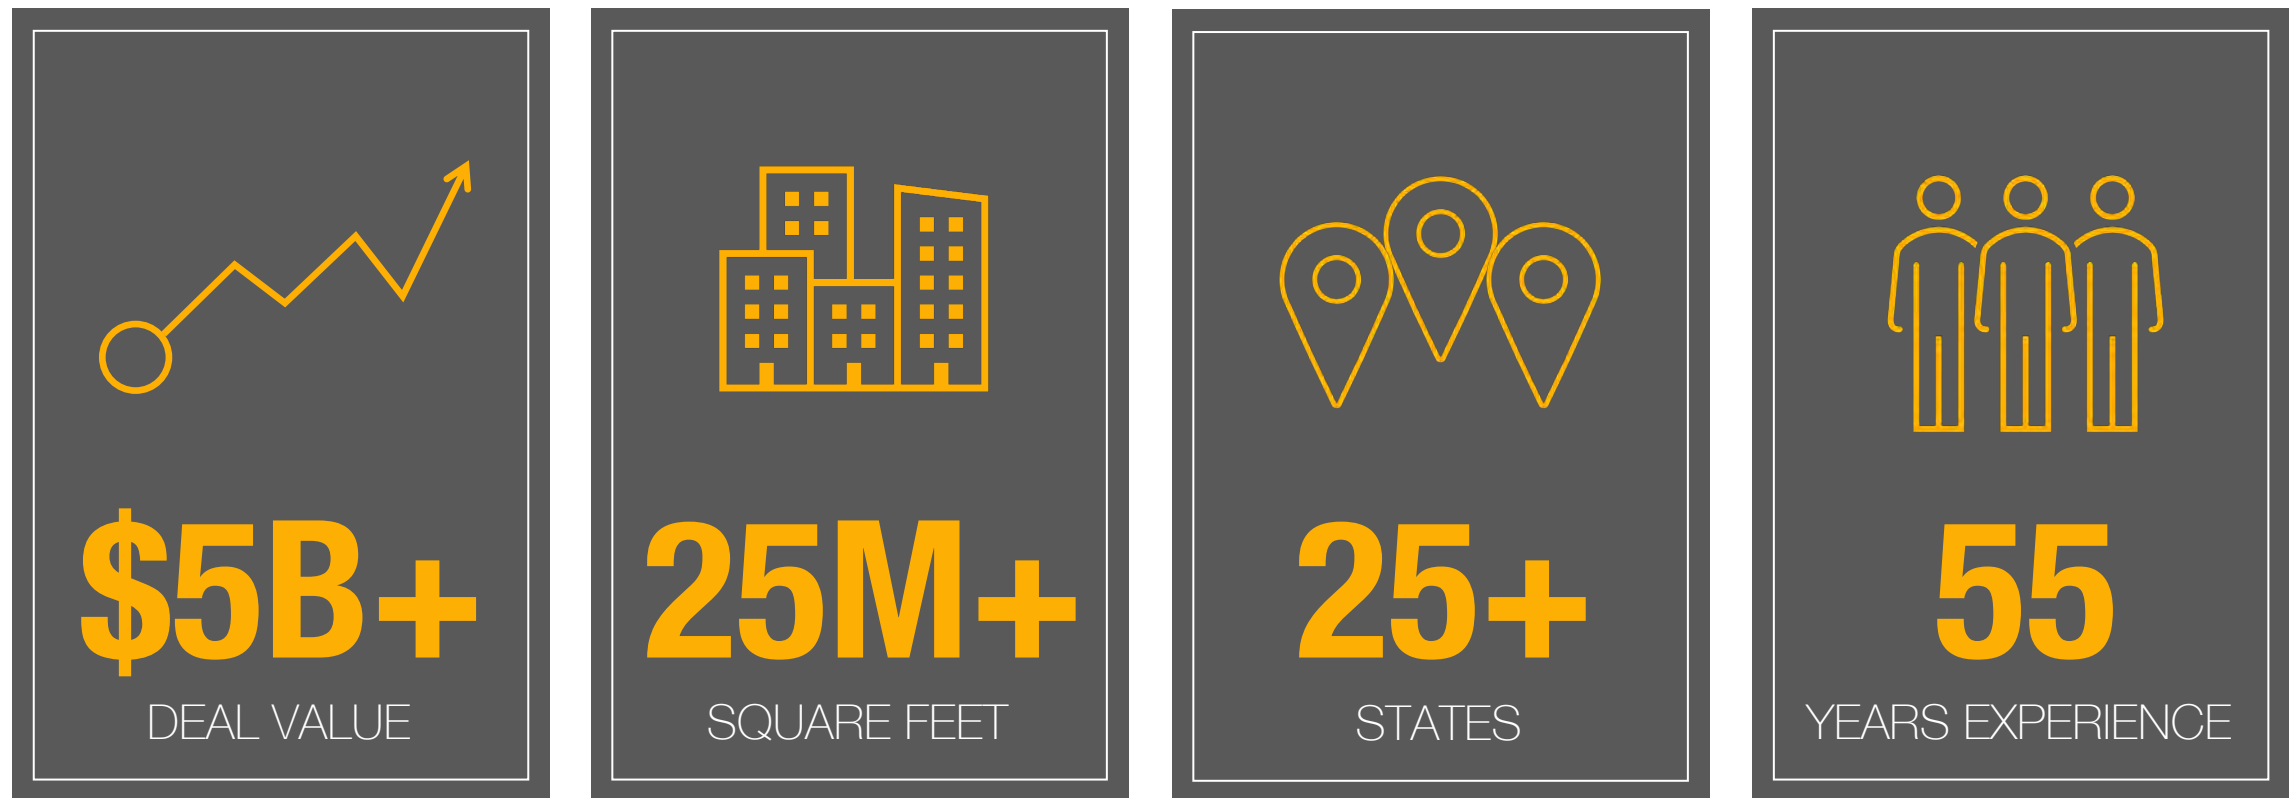 $5B+
DEAL VALUE
25M+
SQUARE FEET
25+
STATES
55
YEARS EXPERIENCE